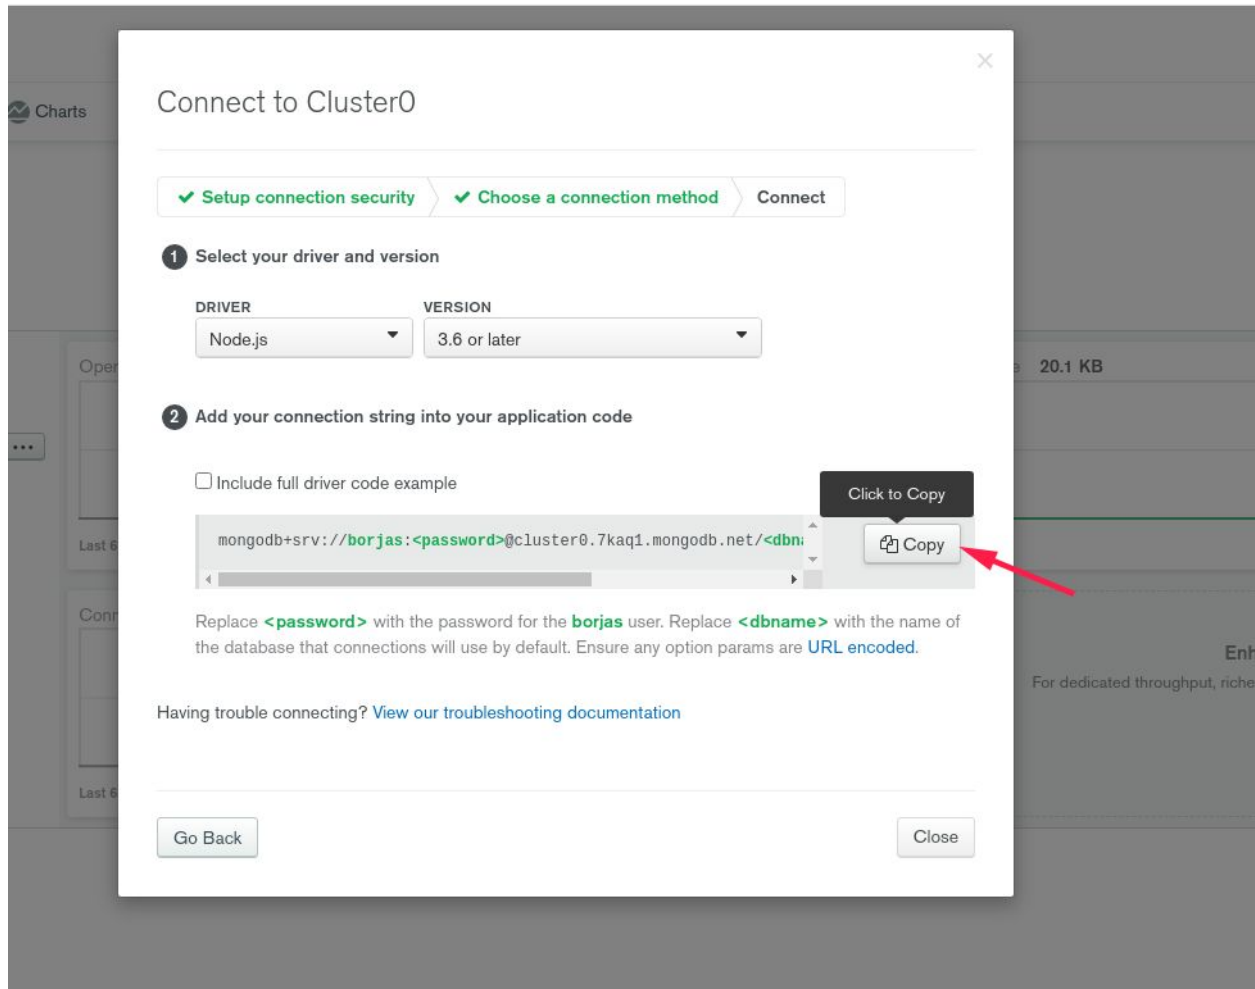 Connect to Cluster0
Charts
Setup connection security
Choose a connection method
Connect
1 Select your driver and version
DRIVER
VERSION
Node.js
3.6 or later
20.1 KB
2 Add your connection string into your application code
Include full driver code example
Click to Copy
mongodb+srv://borjas:<password>@cluster0.7kaq1.mongodb.net/<dbn
Copy
Last 6
Replace <password> with the password for the borjas user. Replace <dbname> with the name of
the database that connections will use by default. Ensure any option params are URL encoded.
For dedicated throughput, riche
Having trouble connecting? View our troubleshooting documentation
Last 6
Go Back
Close